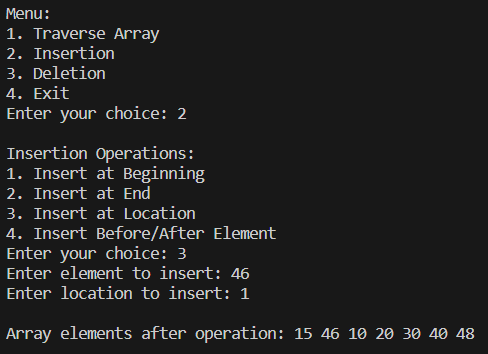 Menu:
1. Traverse Array
2. Insertion
3. Deletion
4. Exit
Enter your choice: 2
Insertion Operations:
1. Insert at Beginning
2. Insert at End
3. Insert at Location
4. Insert Before/After Element
Enter your choice: 3
Enter element to insert: 46
Enter location to insert: 1
Array elements after operation: 15 46 10 20 30 40 48